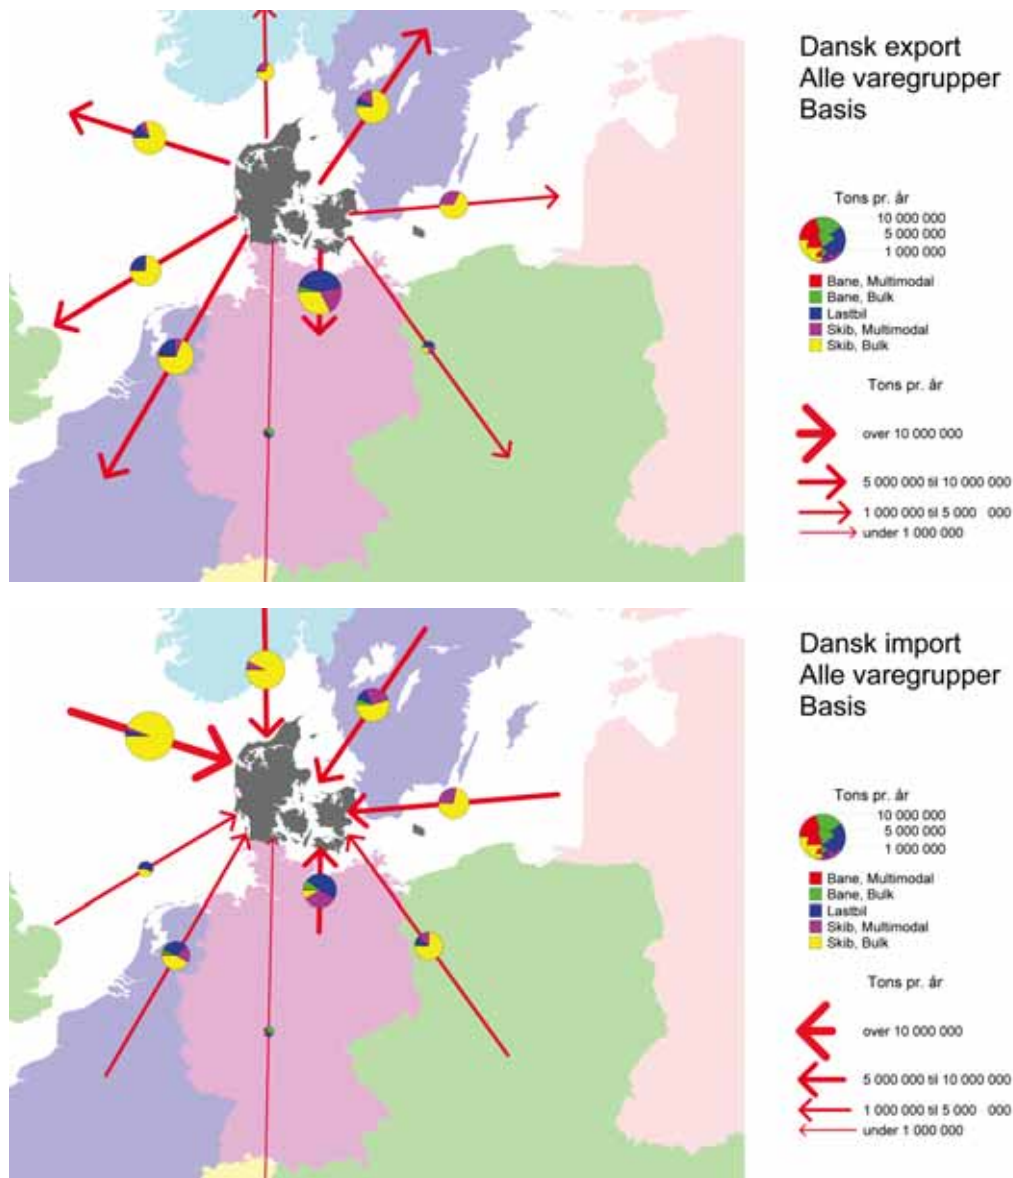 Dansk export
Alle varegrupper
Basis
Tons pr. år
10 000 000
5 000 000
1 000 000
Bane, Multimodal
Bane, Bulk
Lastbil
Skib, Multimodal
Skib, Bulk
Tons pr. år
over 10 000 000
5 000 000 til 10 000 000
1 000 000 til 5 000 000
under 1 000 000
Dansk import
Alle varegrupper
Basis
Tons pr. år
10 000 000
5 000 000
1 000 000
Bane, Multimodal
Bane, Bulk
Lastbil
Skib, Multimodal
Skib, Bulk
Tons pr. år
over 10 000 000
5 000 000 til 10 000 000
1 000 000 til 5 000 000
under 1 000 000